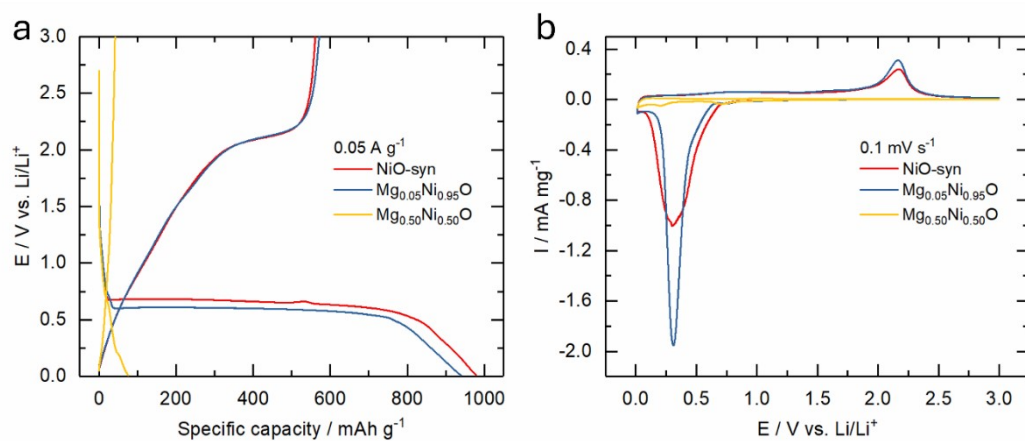 a
3.0
2.5
2.0
1.5
1.0
0.5
0.0
E / V vs. Li/Li⁺
0.05 A g⁻¹
NiO-syn
Mg₀.₀₅Ni₀.₉₅O
Mg₀.₅₀Ni₀.₅₀O
0 200 400 600 800 1000
Specific capacity / mAh g⁻¹
b
0.4
0.0
-0.4
-0.8
-1.2
-1.6
-2.0
I / mA mg⁻¹
0.1 mV s⁻¹
NiO-syn
Mg₀.₀₅Ni₀.₉₅O
Mg₀.₅₀Ni₀.₅₀O
0.0 0.5 1.0 1.5 2.0 2.5 3.0
E / V vs. Li/Li⁺